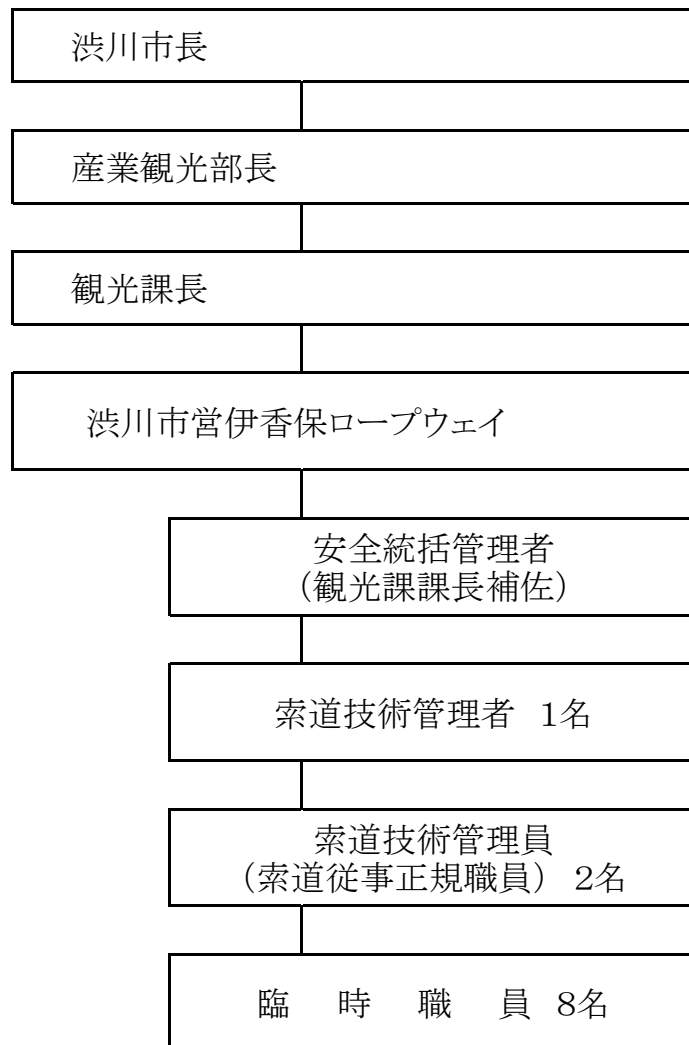 渋川市長
産業観光部長
観光課長
渋川市営伊香保ロープウェイ
安全統括管理者
（観光課課長補佐）
索道技術管理者　1名
索道技術管理員
（索道従事正規職員）　2名
臨　時　職　員　8名